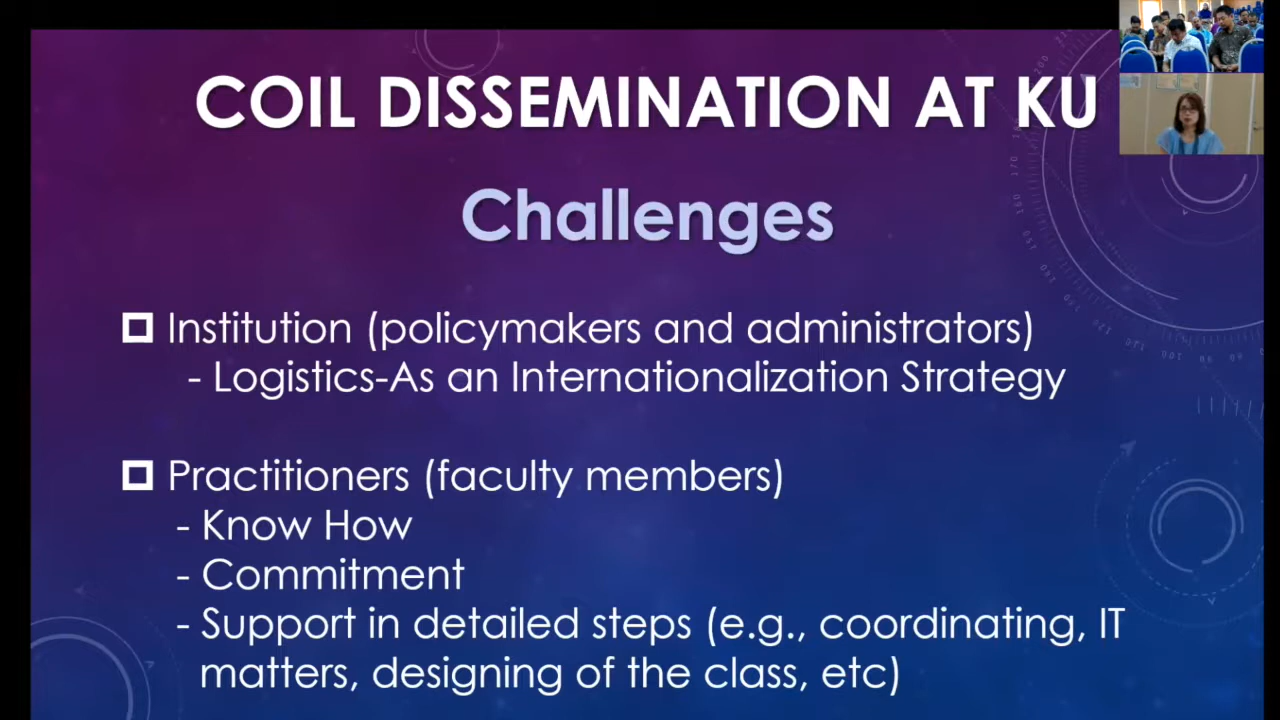 COIL DISSEMINATION AT KU
Challenges
Institution (policymakers and administrators)
- Logistics-As an Internationalization Strategy
Practitioners (faculty members)
- Know How
- Commitment
- Support in detailed steps (e.g., coordinating, IT
matters, designing of the class, etc)